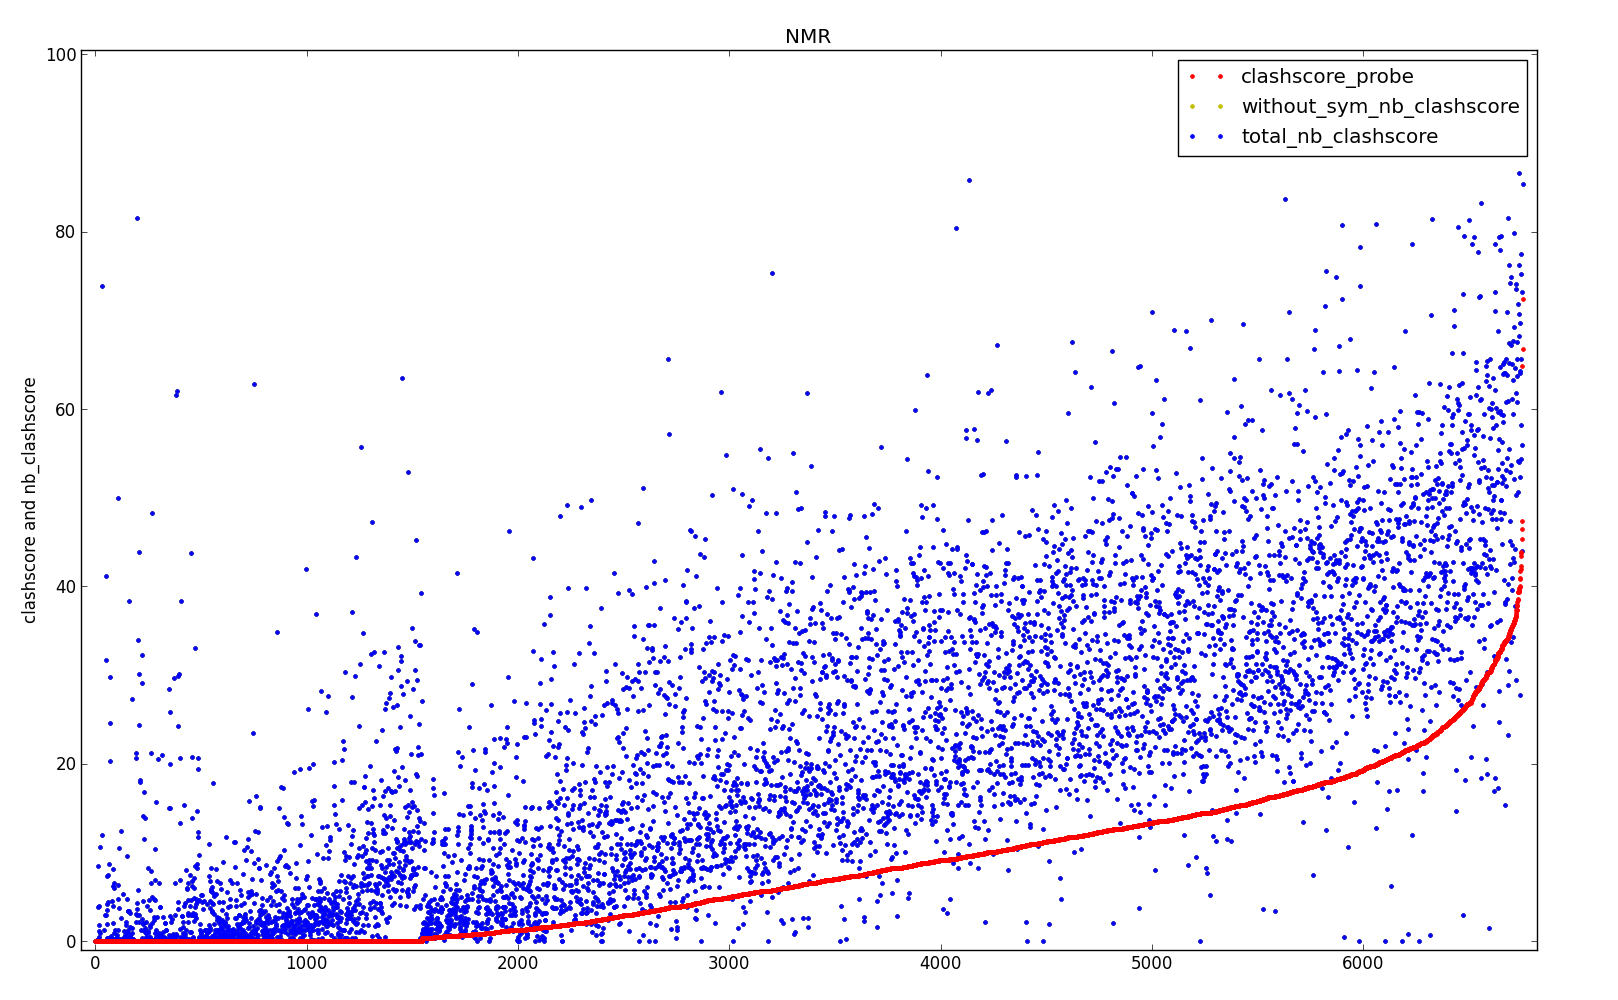 NMR
100
80
60
40
20
0
clashscore and nb_clashscore
clashscore_probe
without_sym_nb_clashscore
total_nb_clashscore
0 1000 2000 3000 4000 5000 6000